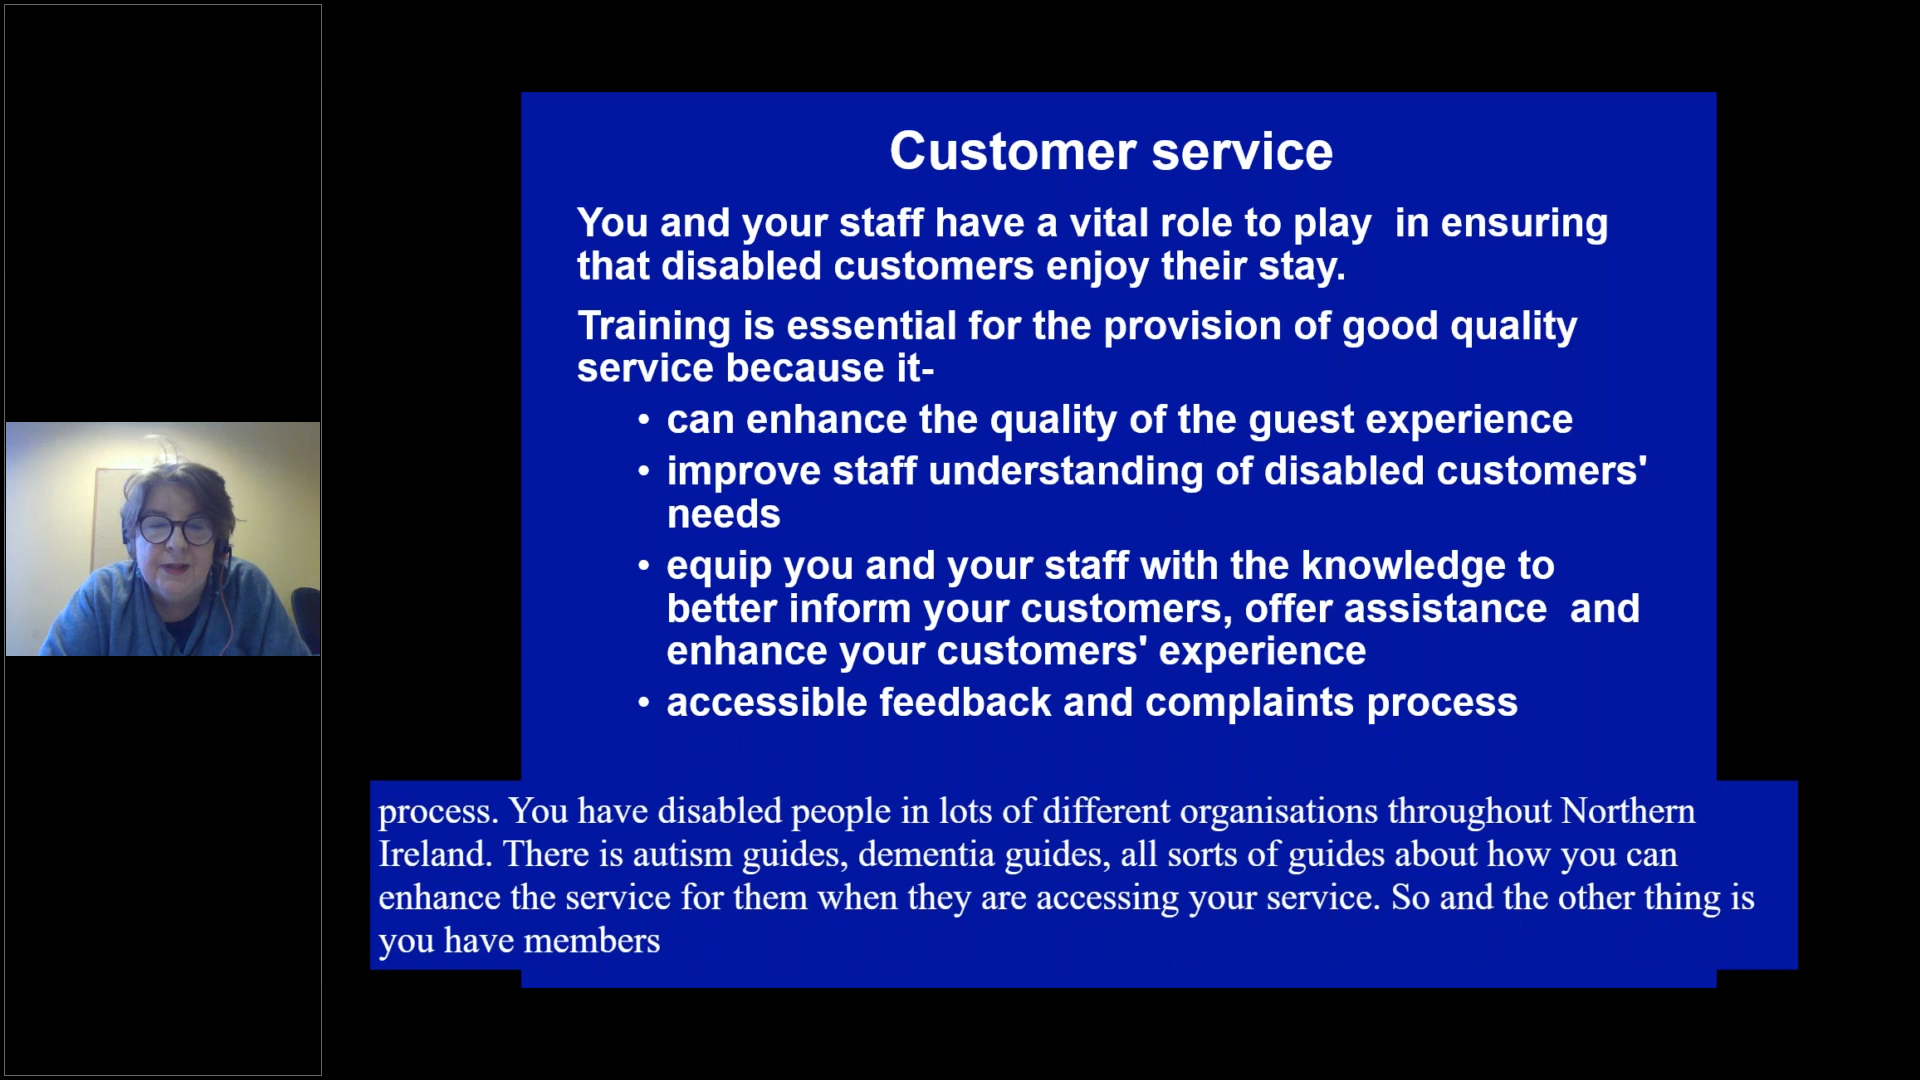 Customer service
You and your staff have a vital role to play  in ensuring
that disabled customers enjoy their stay.
Training is essential for the provision of good quality
service because it-
• can enhance the quality of the guest experience
• improve staff understanding of disabled customers'
needs
• equip you and your staff with the knowledge to
better inform your customers, offer assistance  and
enhance your customers' experience
• accessible feedback and complaints process
process. You have disabled people in lots of different organisations throughout Northern
Ireland. There is autism guides, dementia guides, all sorts of guides about how you can
enhance the service for them when they are accessing your service. So and the other thing is
you have members